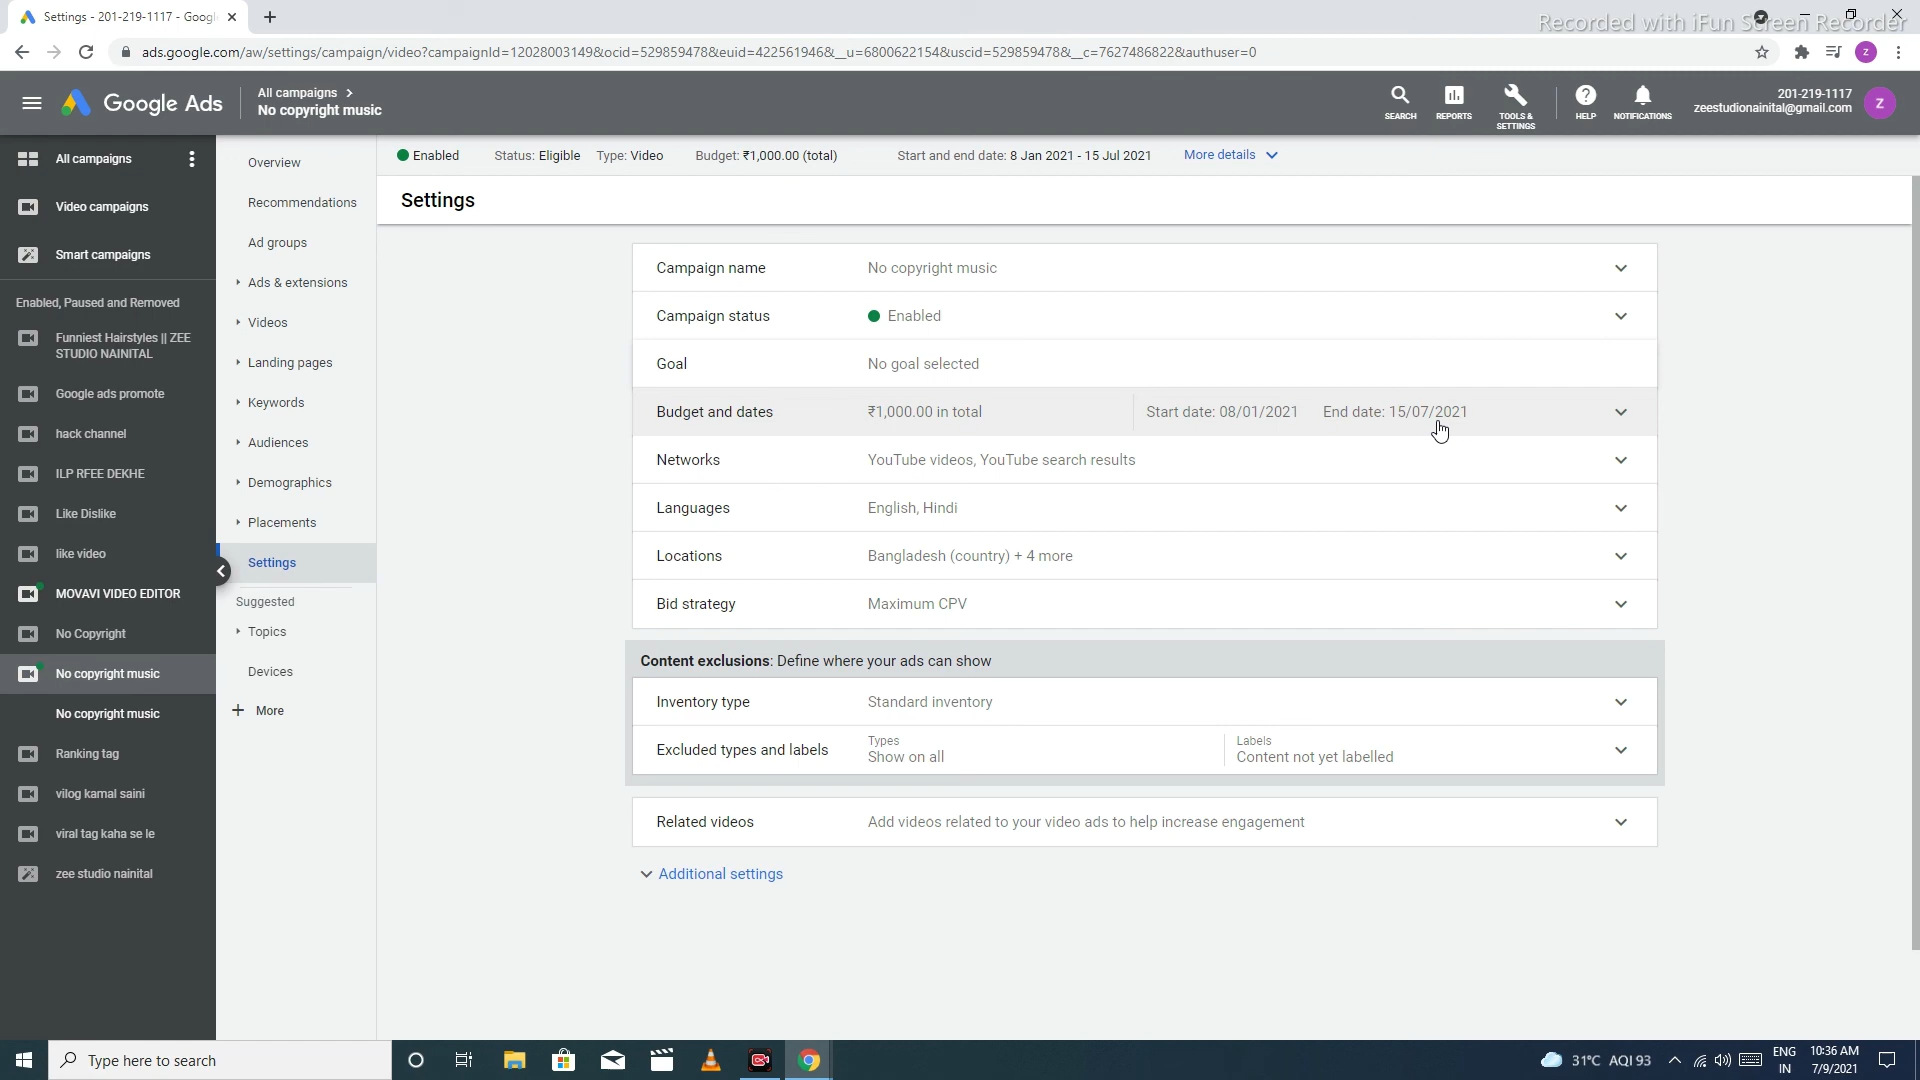 Settings - 201-219-1117 - Googl
Recorded with iFun Screen Recorder
ads.google.com/aw/settings/campaign/video?campaignId=12028003149&ocid=529859478&euid=422561946&__u=6800622154&uscid=529859478&__c=7627486822&authuser=0
z
Google Ads
All campaigns
No copyright music
SEARCH
REPORTS
TOOLS & SETTINGS
HELP
NOTIFICATIONS
201-219-1117
zeestudionainital@gmail.com
Z
All campaigns
Video campaigns
Smart campaigns
Enabled, Paused and Removed
Funniest Hairstyles || ZEE
STUDIO NAINITAL
Google ads promote
hack channel
ILP RFEE DEKHE
Like Dislike
like video
MOVAVI VIDEO EDITOR
No Copyright
No copyright music
No copyright music
Ranking tag
vilog kamal saini
viral tag kaha se le
zee studio nainital
Overview
Recommendations
Ad groups
Ads & extensions
Videos
Landing pages
Keywords
Audiences
Demographics
Placements
Settings
Suggested
Topics
Devices
More
Enabled Status: Eligible Type: Video Budget: ₹1,000.00 (total) Start and end date: 8 Jan 2021 - 15 Jul 2021 More details
Settings
Campaign name No copyright music
Campaign status Enabled
Goal No goal selected
Budget and dates ₹1,000.00 in total Start date: 08/01/2021 End date: 15/07/2021
Networks YouTube videos, YouTube search results
Languages English, Hindi
Locations Bangladesh (country) + 4 more
Bid strategy Maximum CPV
Content exclusions: Define where your ads can show
Inventory type Standard inventory
Excluded types and labels
Types
Show on all
Labels
Content not yet labelled
Related videos Add videos related to your video ads to help increase engagement
Additional settings
Type here to search
31°C AQI 93
ENG
IN
10:36 AM
7/9/2021